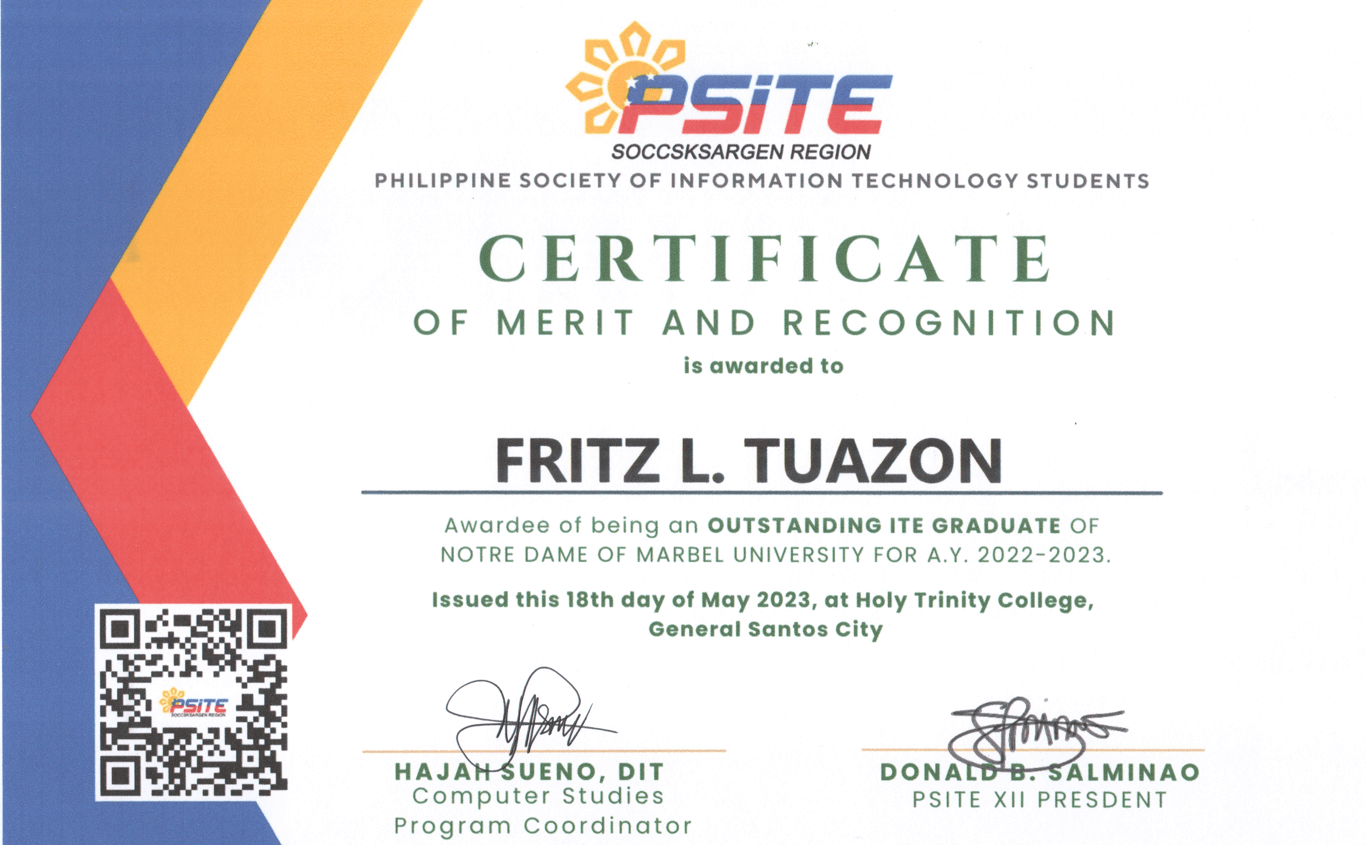 PSiTE
SOCCSKSARGEN REGION
PHILIPPINE SOCIETY OF INFORMATION TECHNOLOGY STUDENTS
CERTIFICATE
OF MERIT AND RECOGNITION
is awarded to
FRITZ L. TUAZON
Awardee of being an OUTSTANDING ITE GRADUATE OF
NOTRE DAME OF MARBEL UNIVERSITY FOR A.Y. 2022-2023.
Issued this 18th day of May 2023, at Holy Trinity College,
General Santos City
PSiTE
SOCCSKSARGEN REGION
HAJAH SUENO, DIT
Computer Studies
Program Coordinator
DONALD B. SALMINAO
PSITE XII PRESDENT